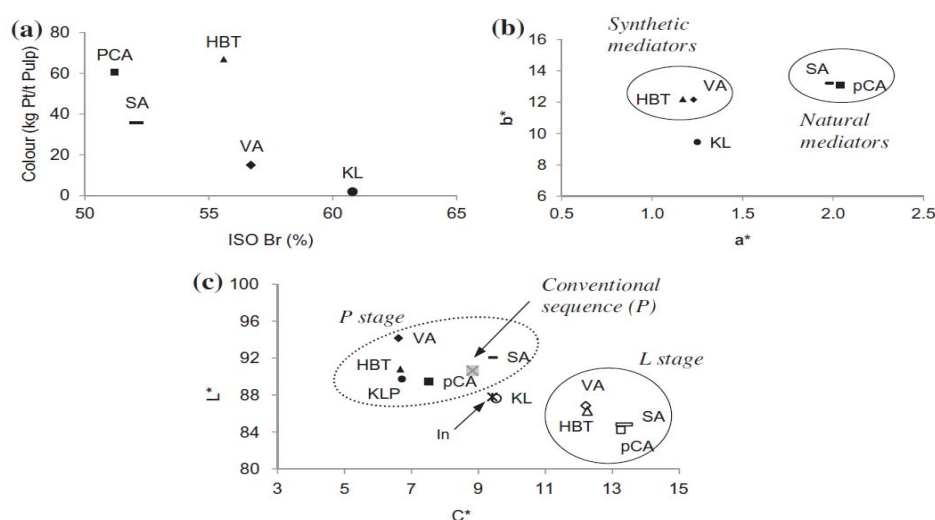 (a)
Colour (kg Pt/t Pulp)
80
60
40
20
0
PCA
HBT
SA
VA
KL
50
55
60
65
ISO Br (%)
(b)
b*
16
14
12
10
8
6
Synthetic
mediators
SA
VA
HBT
pCA
KL
Natural
mediators
0.5
1.0
1.5
2.0
2.5
a*
(c)
L*
100
96
92
88
84
80
Conventional
sequence (P)
P stage
VA
SA
L stage
HBT
pCA
KLP
KL
In
VA
HBT
SA
pCA
3
5
7
9
11
13
15
C*